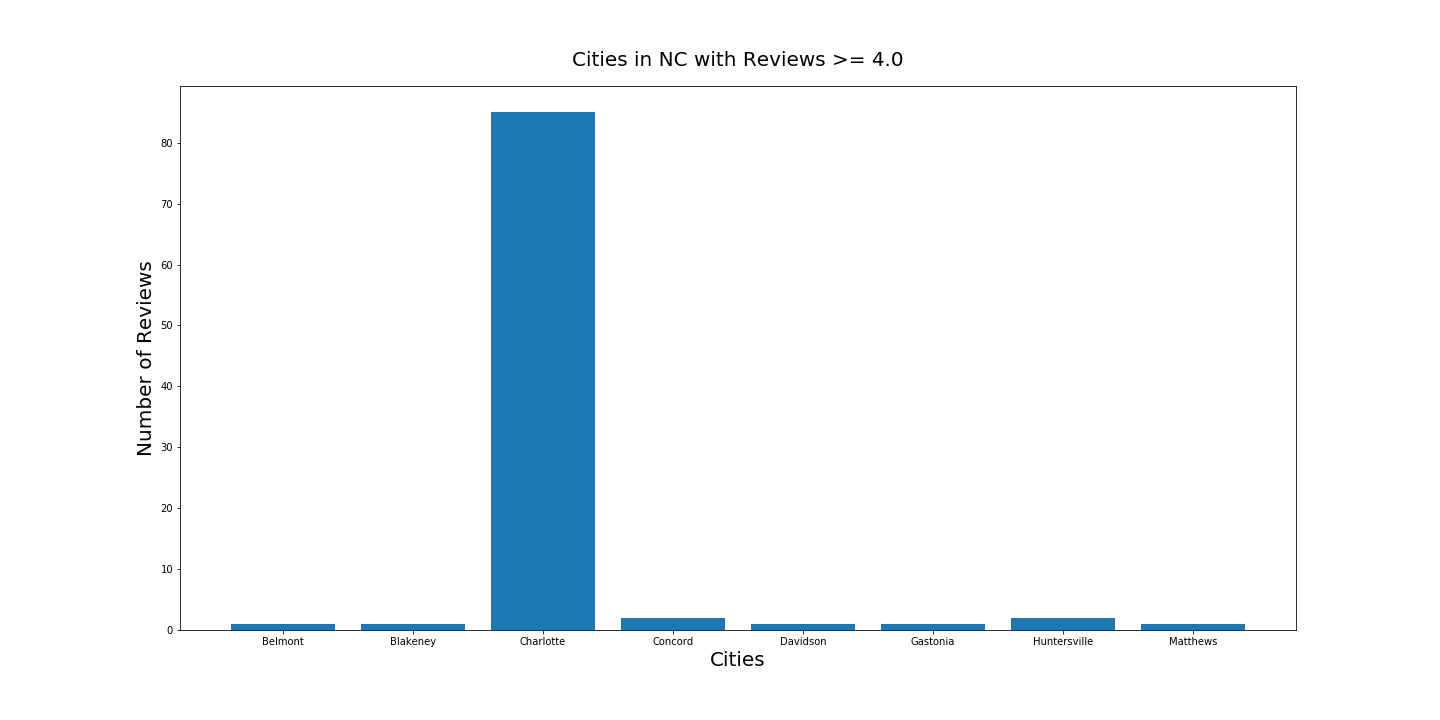 Cities in NC with Reviews >= 4.0
Number of Reviews
80
70
60
50
40
30
20
10
0
Belmont Blakeney Charlotte Concord Davidson Gastonia Huntersville Matthews
Cities